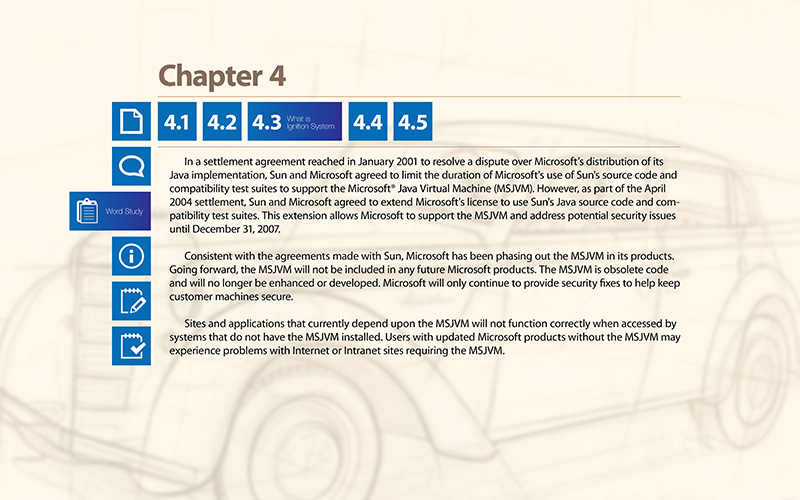 Chapter 4
4.1
4.2
4.3 What is
Ignition System
4.4
4.5
Word Study
In a settlement agreement reached in January 2001 to resolve a dispute over Microsoft's distribution of its
Java implementation, Sun and Microsoft agreed to limit the duration of Microsoft's use of Sun's source code and
compatibility test suites to support the Microsoft® Java Virtual Machine (MSJVM). However, as part of the April
2004 settlement, Sun and Microsoft agreed to extend Microsoft's license to use Sun's Java source code and com-
patibility test suites. This extension allows Microsoft to support the MSJVM and address potential security issues
until December 31, 2007.
Consistent with the agreements made with Sun, Microsoft has been phasing out the MSJVM in its products.
Going forward, the MSJVM will not be included in any future Microsoft products. The MSJVM is obsolete code
and will no longer be enhanced or developed. Microsoft will only continue to provide security fixes to help keep
customer machines secure.
Sites and applications that currently depend upon the MSJVM will not function correctly when accessed by
systems that do not have the MSJVM installed. Users with updated Microsoft products without the MSJVM may
experience problems with Internet or Intranet sites requiring the MSJVM.